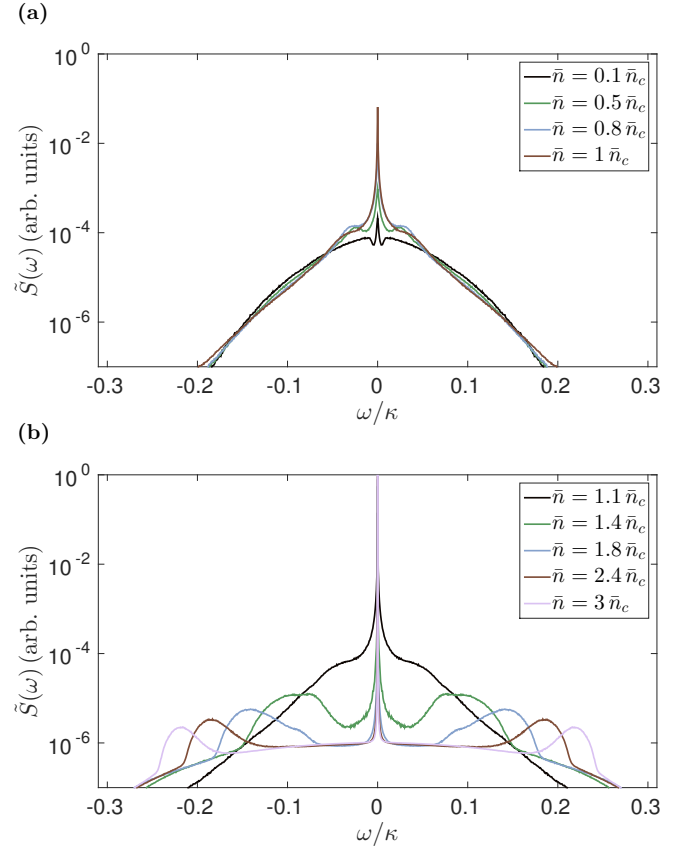 (a)
10^0
10^-2
10^-4
10^-6
S̃(ω) (arb. units)
n̄ = 0.1 n̄_c
n̄ = 0.5 n̄_c
n̄ = 0.8 n̄_c
n̄ = 1 n̄_c
-0.3 -0.2 -0.1 0 0.1 0.2 0.3
ω/κ
(b)
10^0
10^-2
10^-4
10^-6
S̃(ω) (arb. units)
n̄ = 1.1 n̄_c
n̄ = 1.4 n̄_c
n̄ = 1.8 n̄_c
n̄ = 2.4 n̄_c
n̄ = 3 n̄_c
-0.3 -0.2 -0.1 0 0.1 0.2 0.3
ω/κ